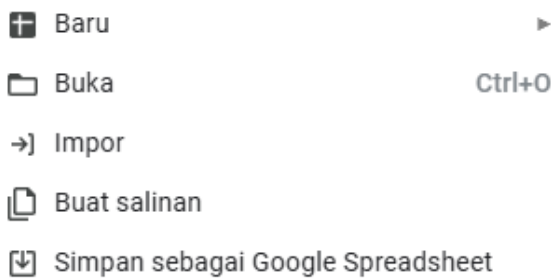 Baru
Buka Ctrl+O
Impor
Buat salinan
Simpan sebagai Google Spreadsheet